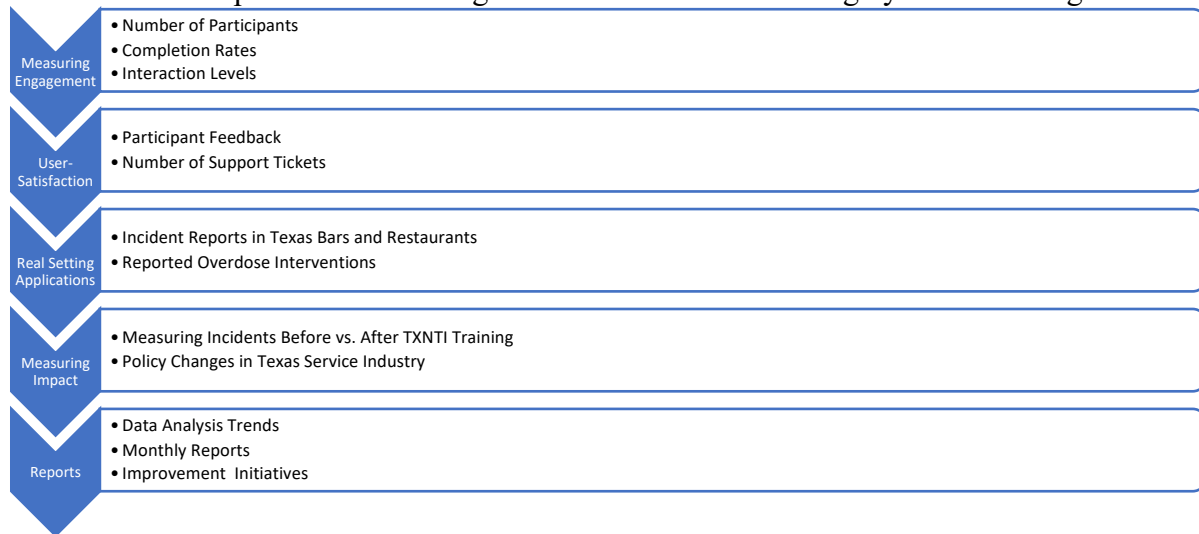 Measuring
Engagement
• Number of Participants
• Completion Rates
• Interaction Levels
User-
Satisfaction
• Participant Feedback
• Number of Support Tickets
Real Setting
Applications
• Incident Reports in Texas Bars and Restaurants
• Reported Overdose Interventions
Measuring
Impact
• Measuring Incidents Before vs. After TXNTI Training
• Policy Changes in Texas Service Industry
Reports
• Data Analysis Trends
• Monthly Reports
• Improvement Initiatives